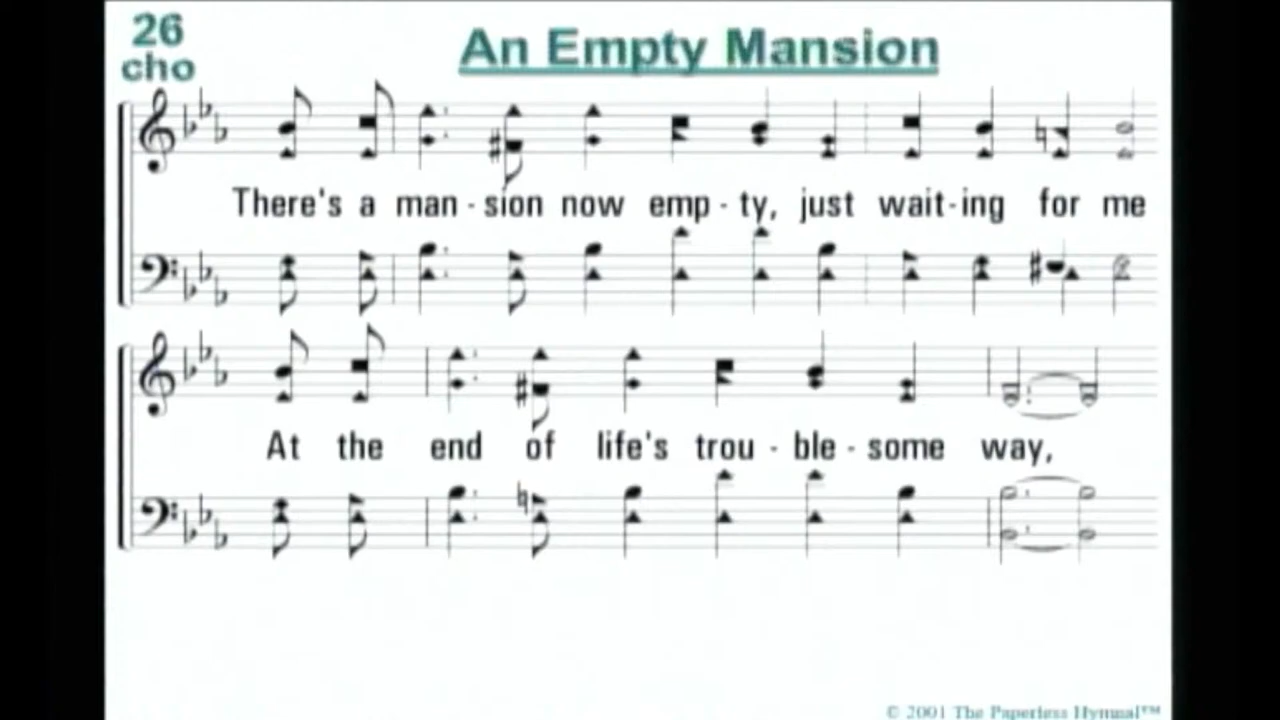 26
cho
An Empty Mansion
There's a man - sion now emp - ty, just wait - ing for me
At the end of life's trou - ble - some way,
© 2001 The Paperless Hymnal™